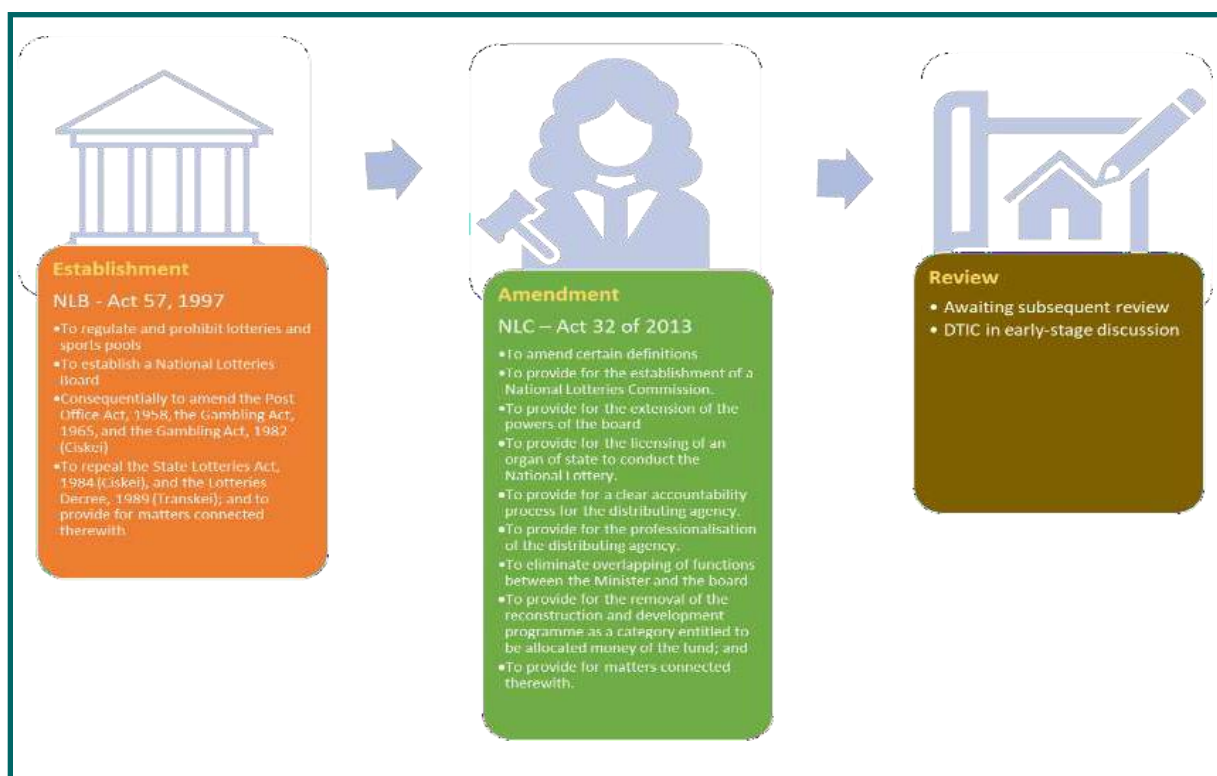 Establishment
NLB - Act 57, 1997
•To regulate and prohibit lotteries and
sports pools
•To establish a National Lotteries
Board
•Consequentially to amend the Post
Office Act, 1958, the Gambling Act,
1965, and the Gambling Act, 1982
(Ciskei)
•To repeal the State Lotteries Act,
1984 (Ciskei), and the Lotteries
Decree, 1989 (Transkei); and to
provide for matters connected
therewith
Amendment
NLC – Act 32 of 2013
•To amend certain definitions
•To provide for the establishment of a
National Lotteries Commission.
•To provide for the extension of the
powers of the board
•To provide for the licensing of an
organ of state to conduct the
National Lottery.
•To provide for a clear accountability
process for the distributing agency.
•To provide for the professionalisation
of the distributing agency.
•To eliminate overlapping of functions
between the Minister and the board
•To provide for the removal of the
reconstruction and development
programme as a category entitled to
be allocated money of the fund; and
•To provide for matters connected
therewith.
Review
• Awaiting subsequent review
• DTIC in early-stage discussion